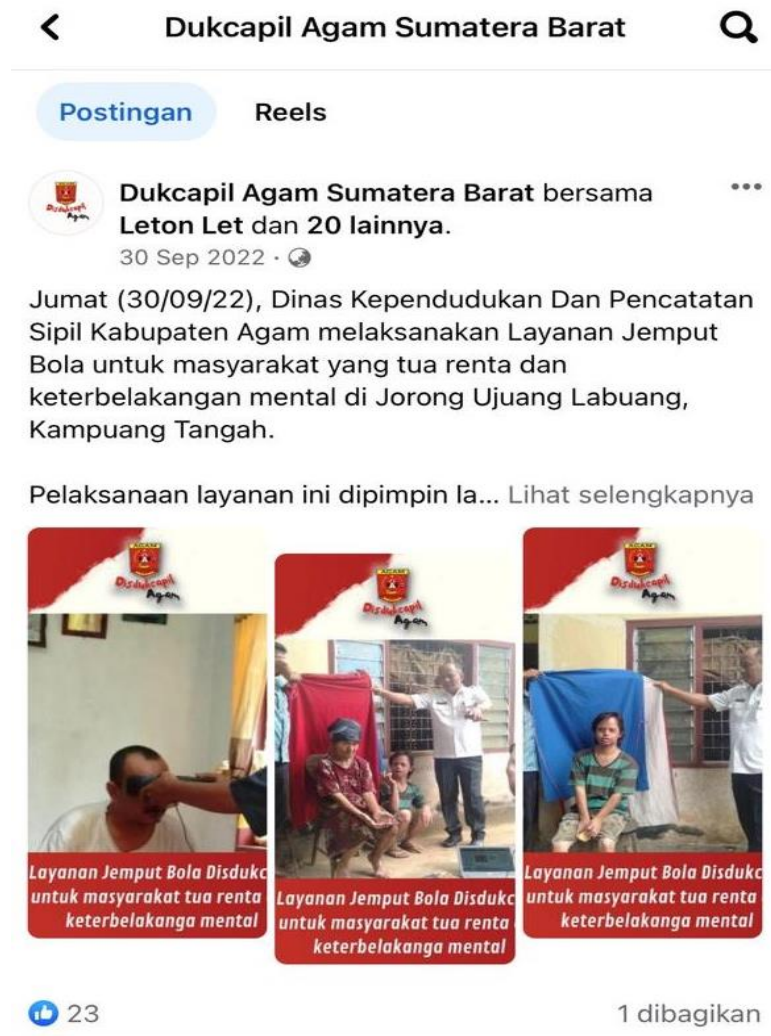 Dukcapil Agam Sumatera Barat
Postingan
Reels
Disdukcapil
Agam
Dukcapil Agam Sumatera Barat bersama
Leton Let dan 20 lainnya.
30 Sep 2022 ·
Jumat (30/09/22), Dinas Kependudukan Dan Pencatatan
Sipil Kabupaten Agam melaksanakan Layanan Jemput
Bola untuk masyarakat yang tua renta dan
keterbelakangan mental di Jorong Ujuang Labuang,
Kampuang Tangah.
Pelaksanaan layanan ini dipimpin la... Lihat selengkapnya
AGAM
Disdukcapil
Agam
Layanan Jemput Bola Disdukc
untuk masyarakat tua renta
keterbelakanga mental
AGAM
Disdukcapil
Agam
Layanan Jemput Bola Disdukc
untuk masyarakat tua renta
keterbelakanga mental
AGAM
Disdukcapil
Agam
Layanan Jemput Bola Disdukc
untuk masyarakat tua renta
keterbelakanga mental
23
1 dibagikan